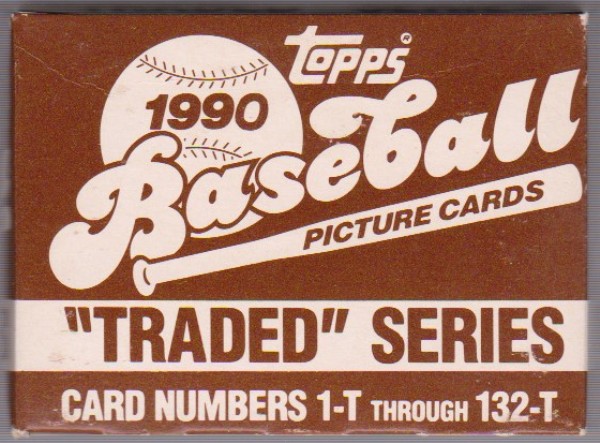 TOPPS®
1990
Baseball
PICTURE CARDS
"TRADED" SERIES
CARD NUMBERS 1-T THROUGH 132-T